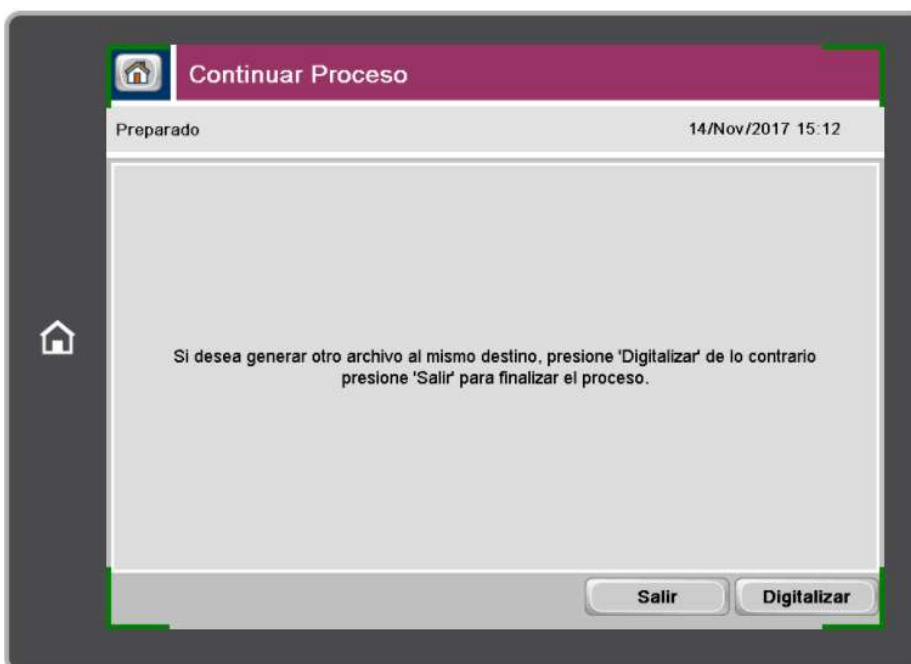 Continuar Proceso
Preparado
14/Nov/2017 15:12
Si desea generar otro archivo al mismo destino, presione 'Digitalizar' de lo contrario
presione 'Salir' para finalizar el proceso.
Salir
Digitalizar